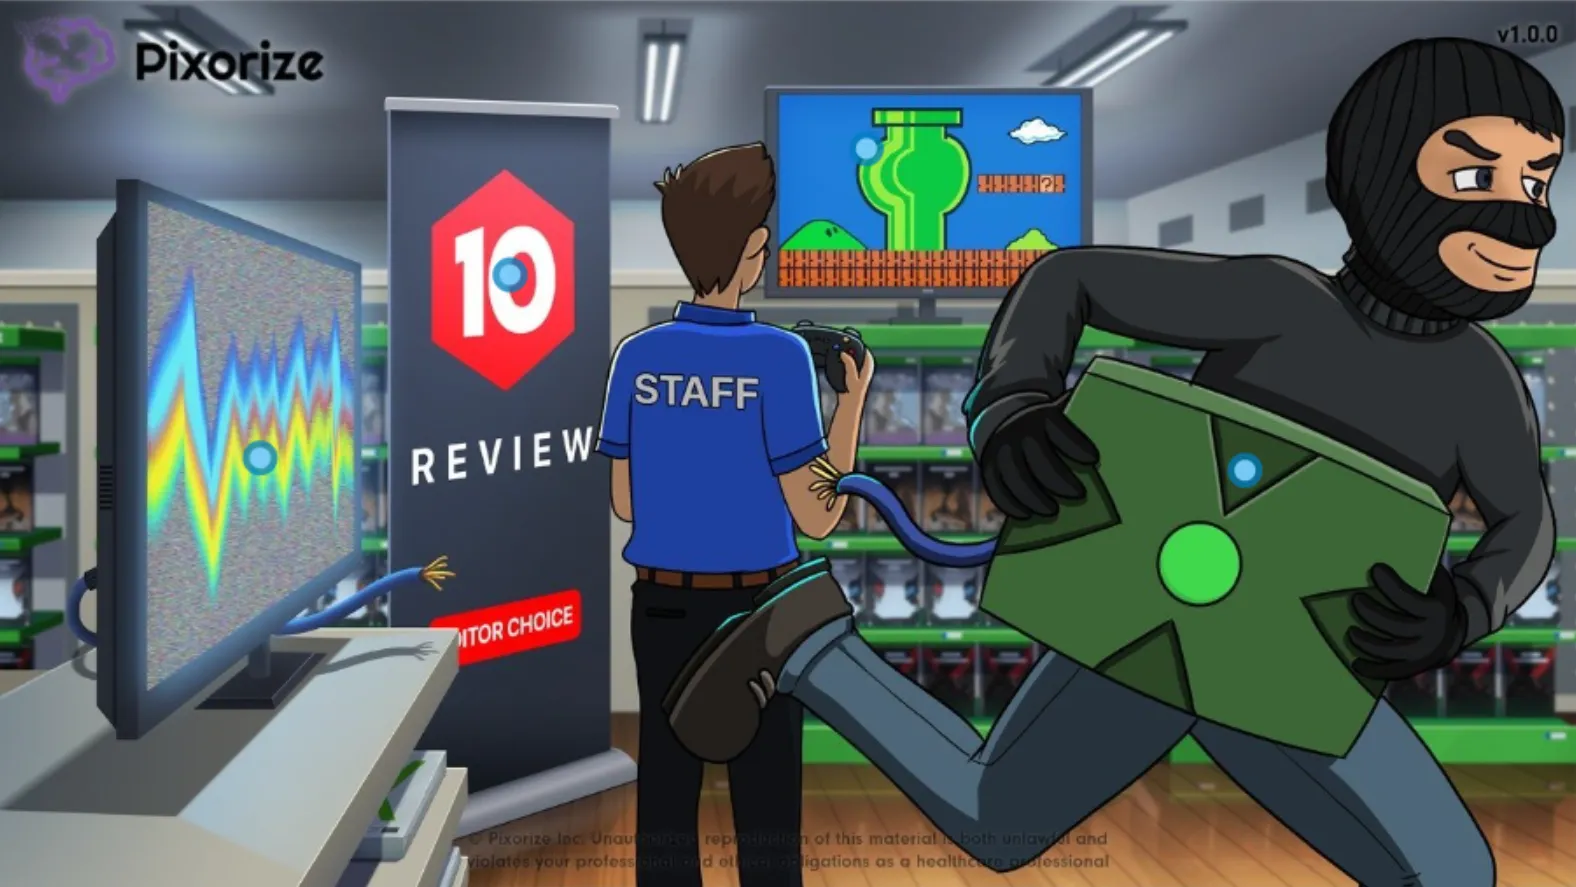 Pixorize
v1.0.0
10
REVIEW
STAFF
?
ITOR CHOICE
© Pixorize Inc. Unauthorized reproduction of this material is both unlawful and
violates your professional and ethical obligations as a healthcare professional